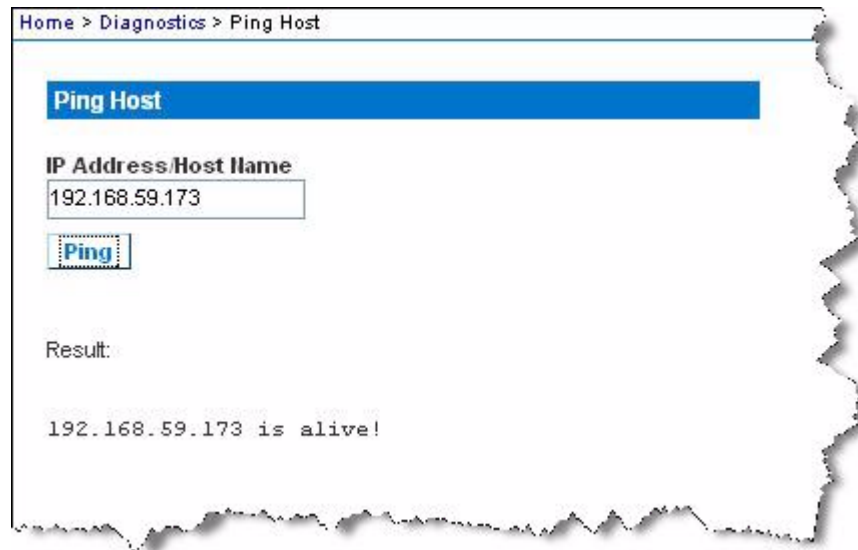 Home > Diagnostics > Ping Host
Ping Host
IP Address/Host Name
192.168.59.173
Ping
Result:
192.168.59.173 is alive!